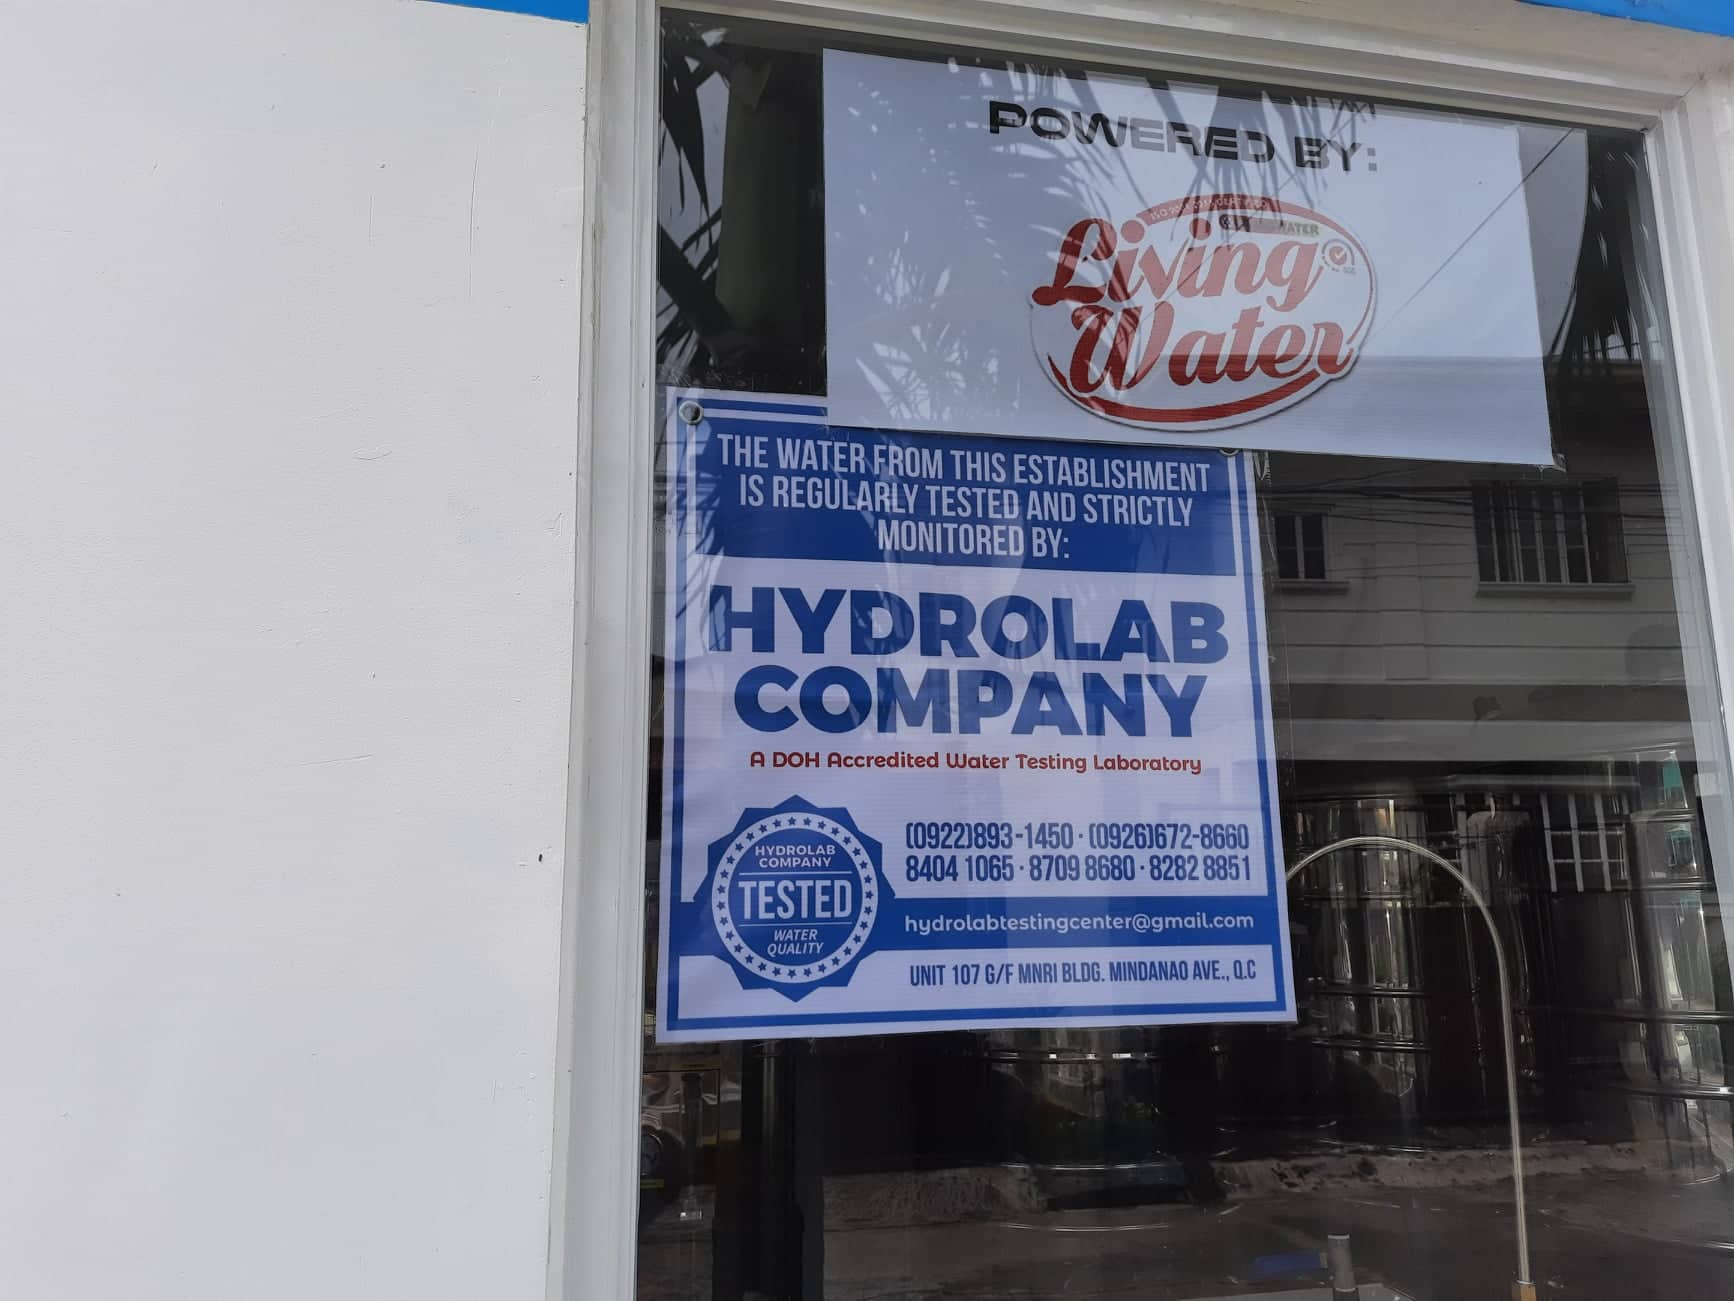 POWERED BY:
Living
Water
THE WATER FROM THIS ESTABLISHMENT
IS REGULARLY TESTED AND STRICTLY
MONITORED BY:
HYDROLAB
COMPANY
A DOH Accredited Water Testing Laboratory
HYDROLAB
COMPANY
TESTED
WATER
QUALITY
(0922)893-1450 · (0926)672-8660
8404 1065 · 8709 8680 · 8282 8851
hydrolabtestingcenter@gmail.com
UNIT 107 G/F MNRI BLDG. MINDANAO AVE., Q.C